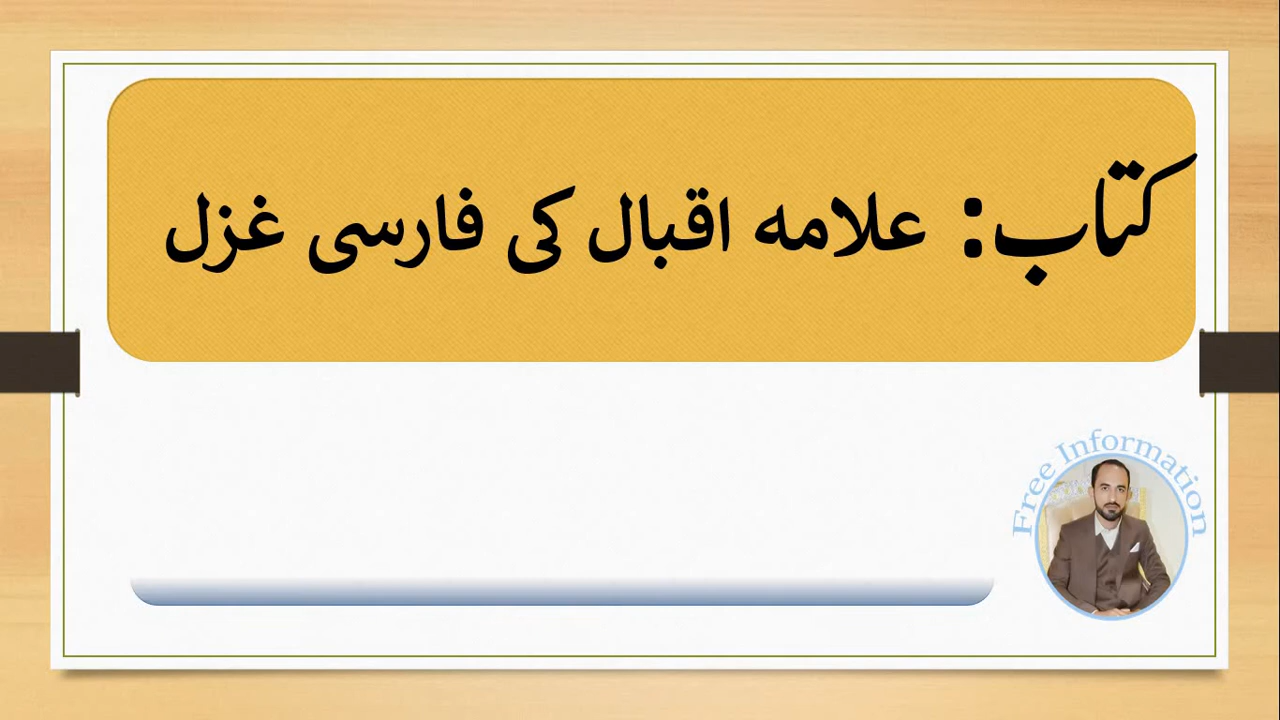 کتاب: علامہ اقبال کی فارسی غزل
Free Information